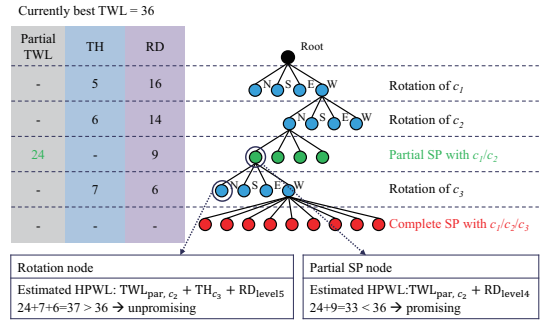 Currently best TWL = 36
Partial TWL TH RD
Root
- 5 16 N S E W Rotation of c1
- 6 14 N S E W Rotation of c2
24 - 9 Partial SP with c1/c2
- 7 6 N S E W Rotation of c3
- - - Complete SP with c1/c2/c3
Rotation node
Estimated HPWL: TWLpar, c2 + THc3 + RDlevel5
24+7+6=37 > 36 → unpromising
Partial SP node
Estimated HPWL:TWLpar, c2 + RDlevel4
24+9=33 < 36 → promising